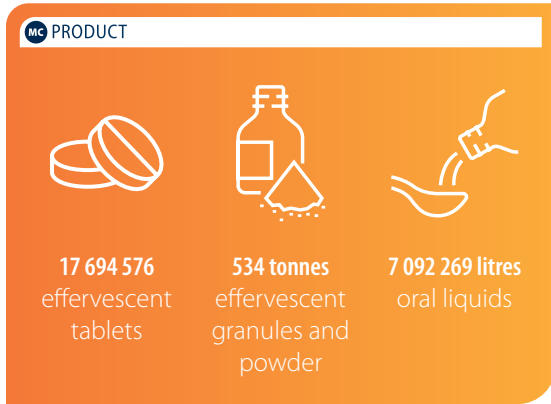 MC PRODUCT
17 694 576
effervescent
tablets
534 tonnes
effervescent
granules and
powder
7 092 269 litres
oral liquids